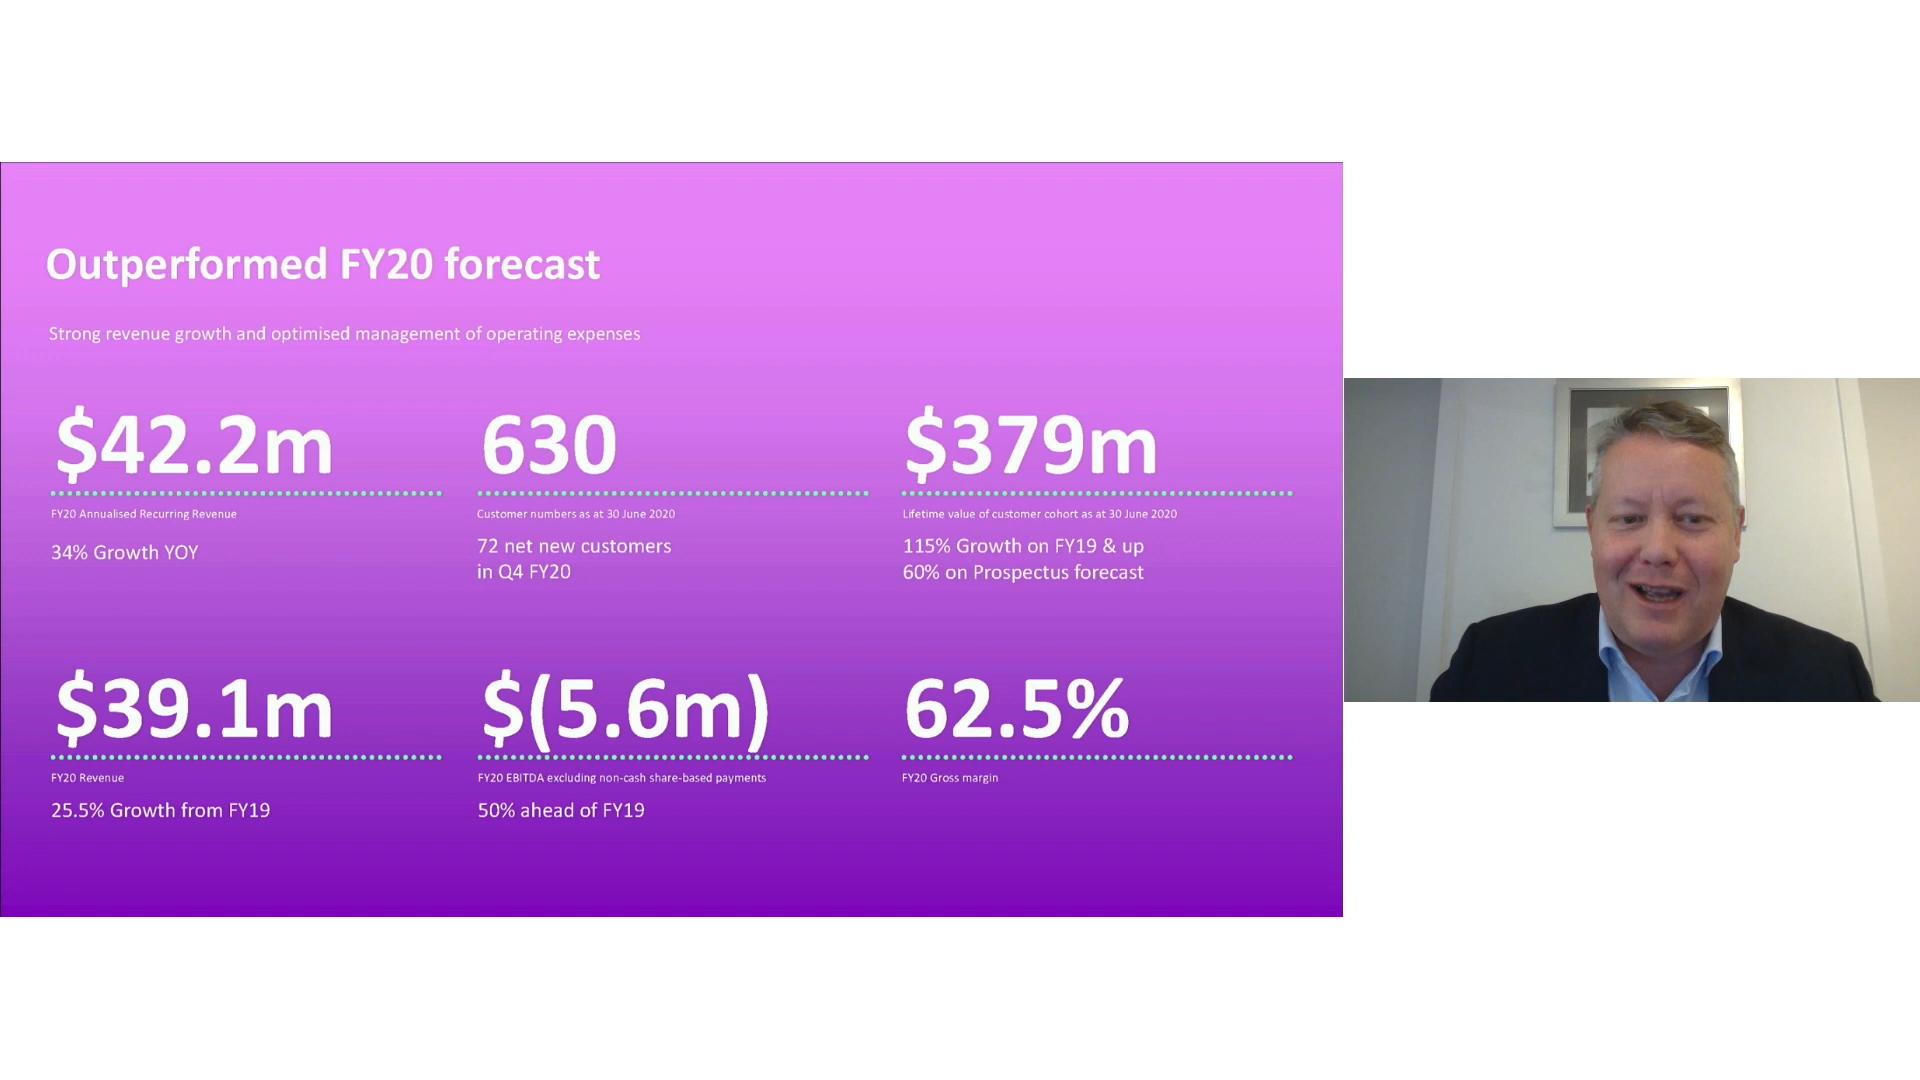 Outperformed FY20 forecast
Strong revenue growth and optimised management of operating expenses
$42.2m
FY20 Annualised Recurring Revenue
34% Growth YOY
630
Customer numbers as at 30 June 2020
72 net new customers
in Q4 FY20
$379m
Lifetime value of customer cohort as at 30 June 2020
115% Growth on FY19 & up
60% on Prospectus forecast
$39.1m
FY20 Revenue
25.5% Growth from FY19
$(5.6m)
FY20 EBITDA excluding non-cash share-based payments
50% ahead of FY19
62.5%
FY20 Gross margin